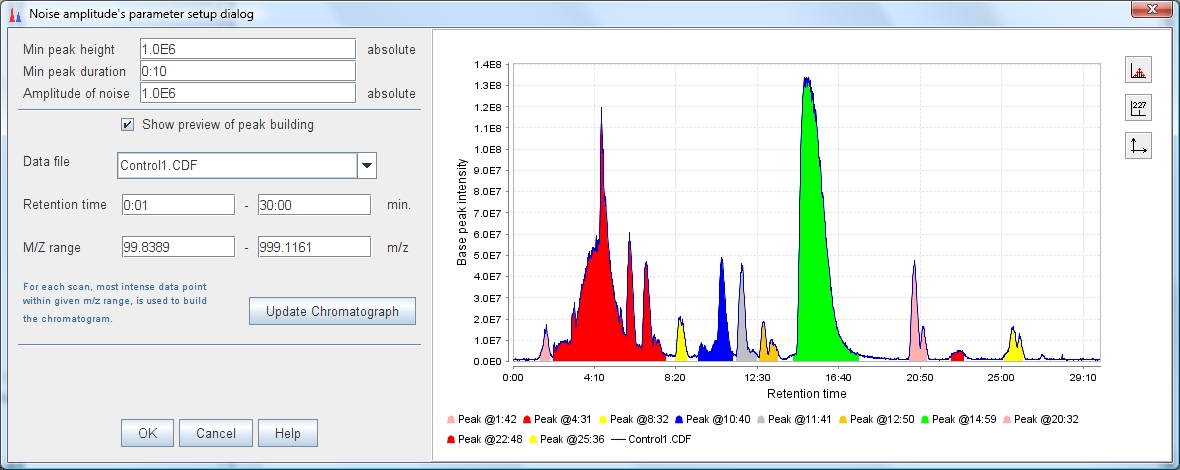 Noise amplitude's parameter setup dialog
Min peak height 1.0E6 absolute
Min peak duration 0:10
Amplitude of noise 1.0E6 absolute
Show preview of peak building
Data file Control1.CDF
Retention time 0:01 - 30:00 min.
M/Z range 99.8389 - 999.1161 m/z
For each scan, most intense data point
within given m/z range, is used to build
the chromatogram.
Update Chromatograph
OK Cancel Help
Base peak intensity
1.4E8
1.3E8
1.2E8
1.1E8
1.0E8
9.0E7
8.0E7
7.0E7
6.0E7
5.0E7
4.0E7
3.0E7
2.0E7
1.0E7
0.0E0
0:00 4:10 8:20 12:30 16:40 20:50 25:00 29:10
Retention time
Peak @1:42 Peak @4:31 Peak @8:32 Peak @10:40 Peak @11:41 Peak @12:50 Peak @14:59 Peak @20:32
Peak @22:48 Peak @25:36 Control1.CDF
227